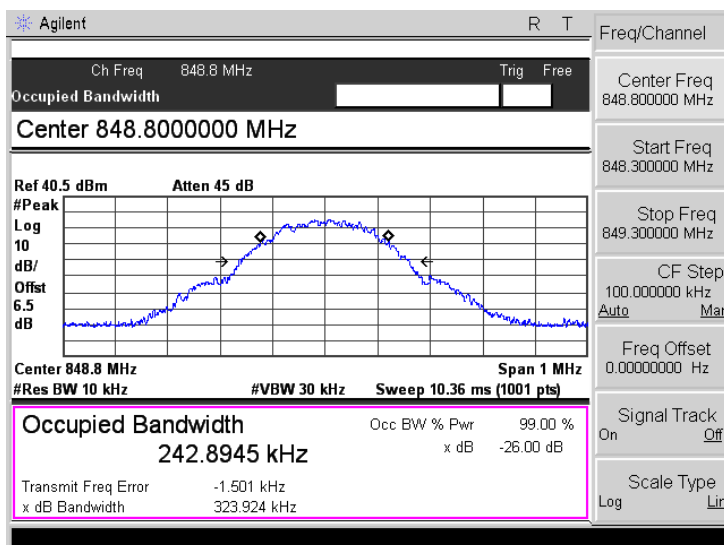 Agilent R T
Ch Freq 848.8 MHz Trig Free
Occupied Bandwidth
Center 848.8000000 MHz
Ref 40.5 dBm Atten 45 dB
#Peak
Log
10
dB/
Offst
6.5
dB
Center 848.8 MHz Span 1 MHz
#Res BW 10 kHz #VBW 30 kHz Sweep 10.36 ms (1001 pts)
Occupied Bandwidth Occ BW % Pwr 99.00 %
242.8945 kHz x dB -26.00 dB
Transmit Freq Error -1.501 kHz
x dB Bandwidth 323.924 kHz
Freq/Channel
Center Freq
848.800000 MHz
Start Freq
848.300000 MHz
Stop Freq
849.300000 MHz
CF Step
100.000000 kHz
Auto Man
Freq Offset
0.00000000 Hz
Signal Track
On Off
Scale Type
Log Lin